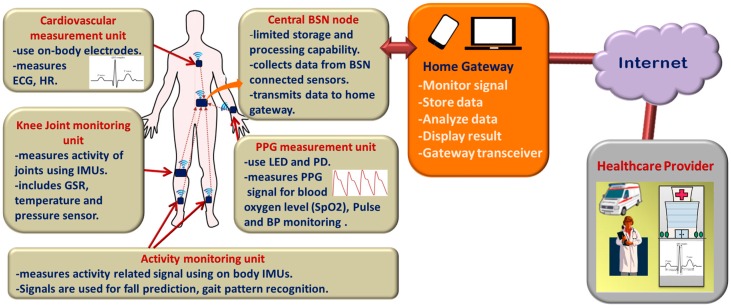 Cardiovascular
measurement unit
-use on-body electrodes.
-measures
ECG, HR.
Central BSN node
-limited storage and
processing capability.
-collects data from BSN
connected sensors.
-transmits data to home
gateway.
Home Gateway
-Monitor signal
-Store data
-Analyze data
-Display result
-Gateway transceiver
Internet
Knee Joint monitoring
unit
-measures activity of
joints using IMUs.
-includes GSR,
temperature and
pressure sensor.
PPG measurement unit
-use LED and PD.
-measures PPG
signal for blood
oxygen level (SpO2), Pulse
and BP monitoring .
Healthcare Provider
Activity monitoring unit
-measures activity related signal using on body IMUs.
-Signals are used for fall prediction, gait pattern recognition.